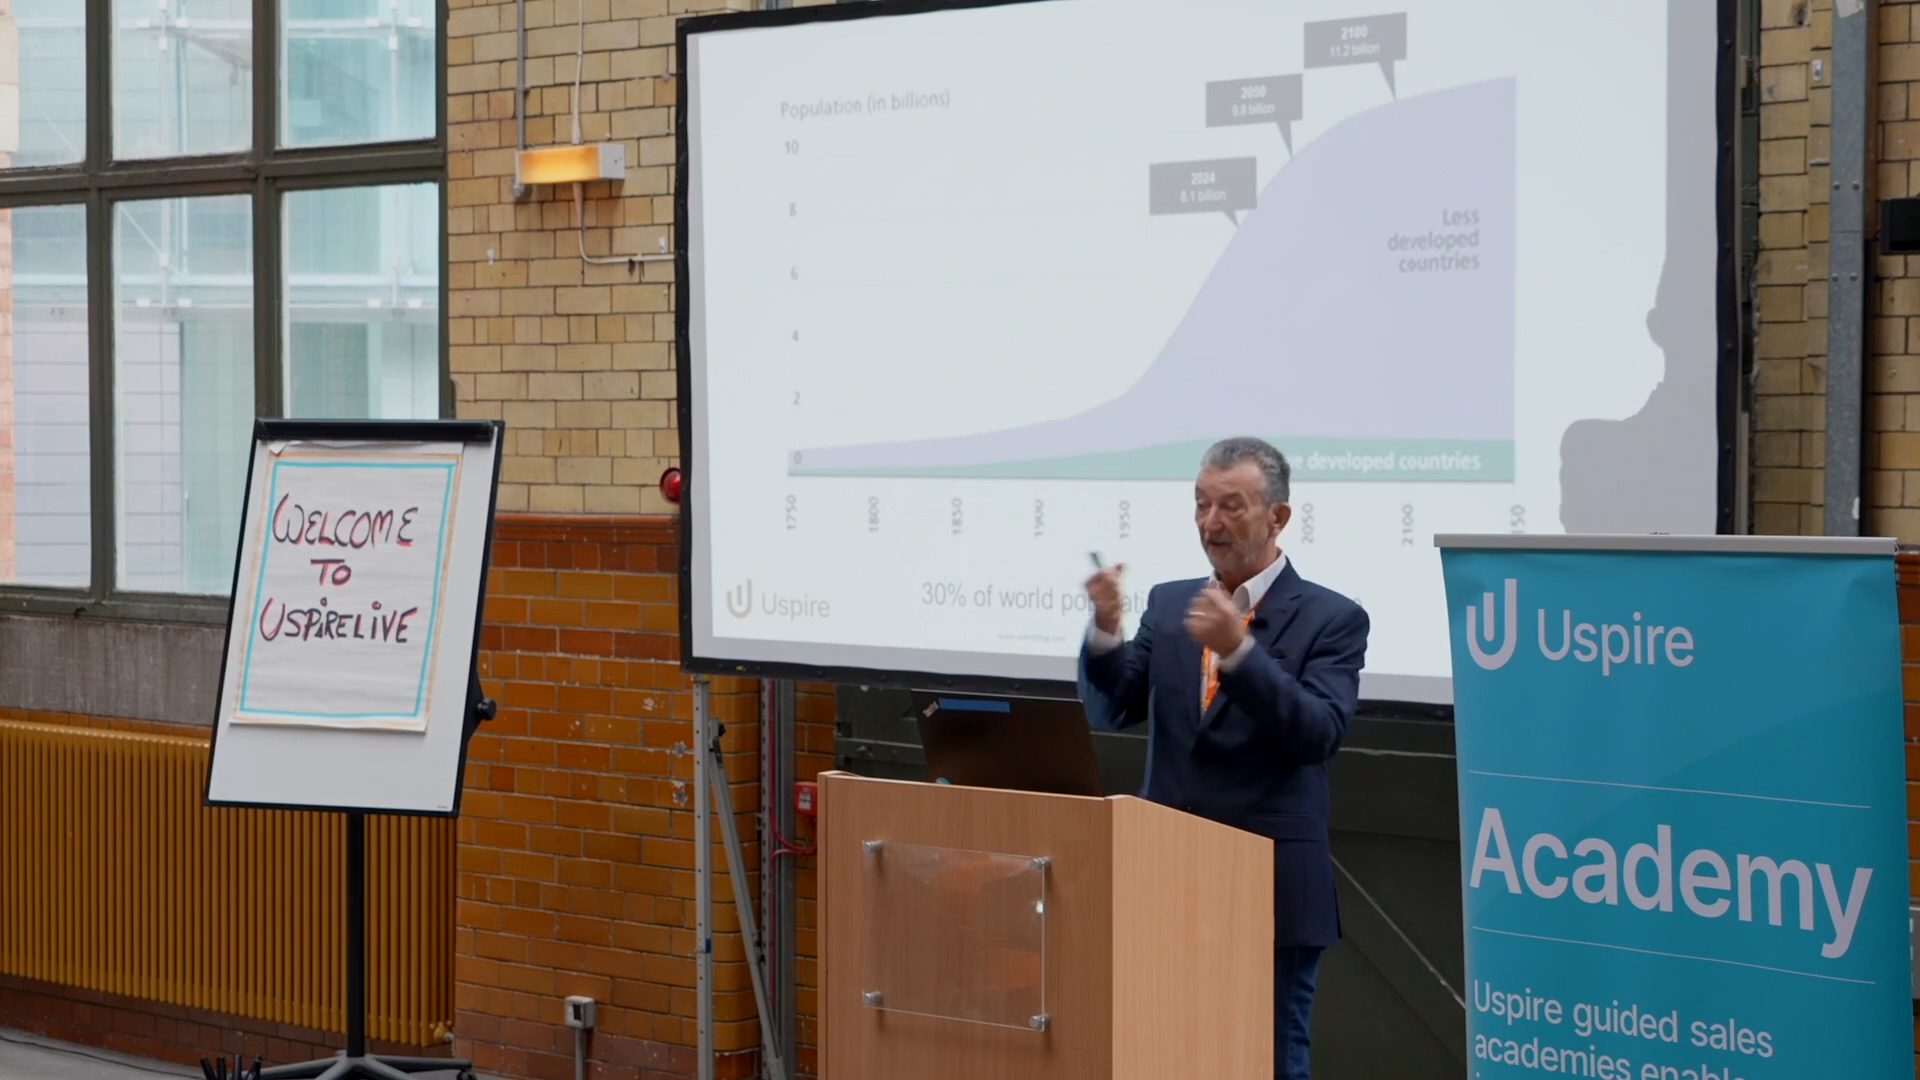 WELCOME
TO
USPIRELIVE
Population (in billions)
10
8
6
4
2
0
2100
11.2 billion
2050
9.8 billion
2024
8.1 billion
Less
developed
countries
developed countries
1750
1800
1850
1900
1950
2050
2100
Uspire
30% of world
Uspire
Academy
Uspire guided sales
academies